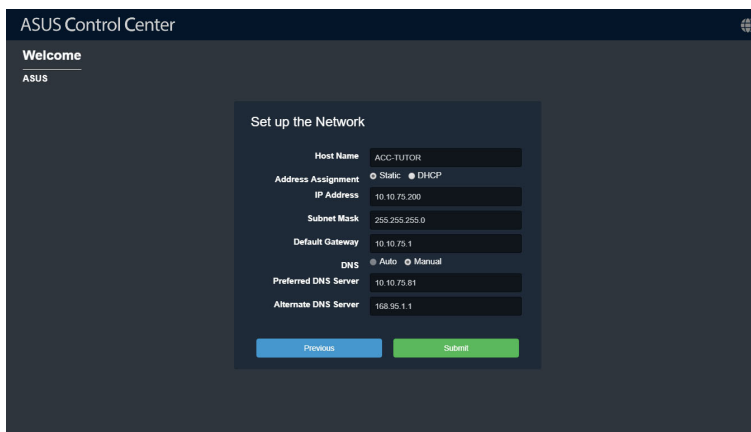 ASUS Control Center
Welcome
ASUS
Set up the Network
Host Name ACC-TUTOR
Address Assignment Static DHCP
IP Address 10.10.75.200
Subnet Mask 255.255.255.0
Default Gateway 10.10.75.1
DNS Auto Manual
Preferred DNS Server 10.10.75.81
Alternate DNS Server 168.95.1.1
Previous Submit